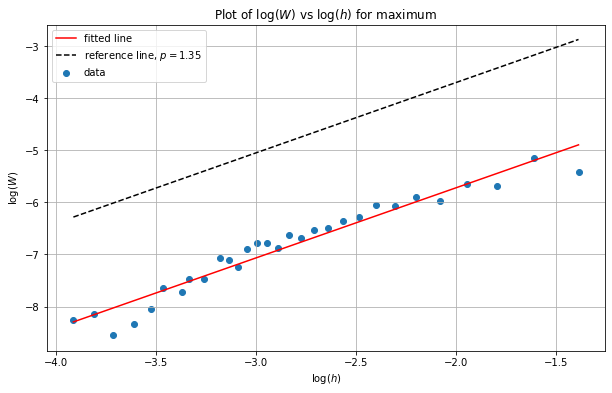 Plot of log(W) vs log(h) for maximum
fitted line
reference line, p = 1.35
data
log(W)
−3
−4
−5
−6
−7
−8
−4.0
−3.5
−3.0
−2.5
−2.0
−1.5
log(h)